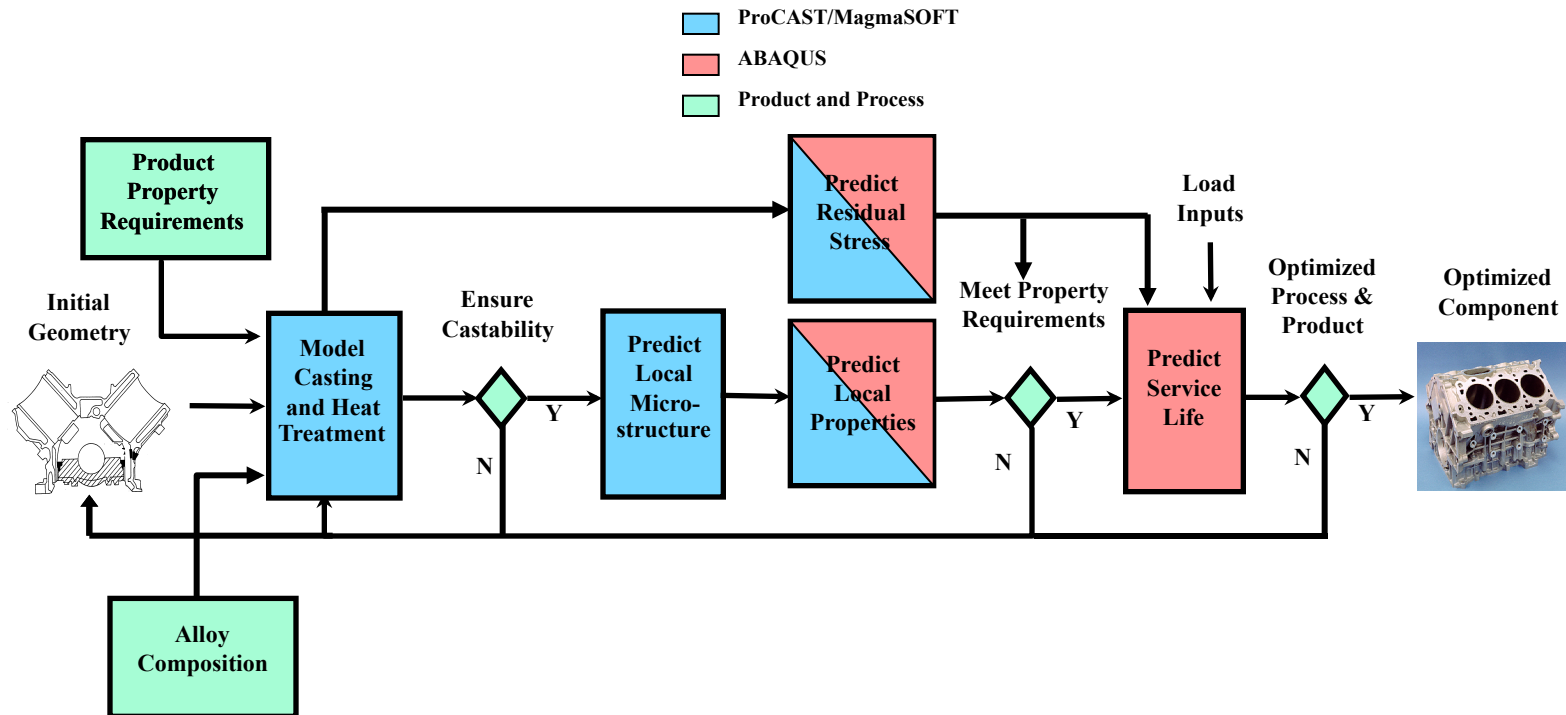 ProCAST/MagmaSOFT
ABAQUS
Product and Process
Product
Property
Requirements
Predict
Residual
Stress
Load
Inputs
Initial
Geometry
Ensure
Castability
Meet Property
Requirements
Optimized
Process &
Product
Optimized
Component
Model
Casting
and Heat
Treatment
Predict
Local
Micro-
structure
Predict
Local
Properties
Predict
Service
Life
Y
Y
Y
N
N
N
Alloy
Composition